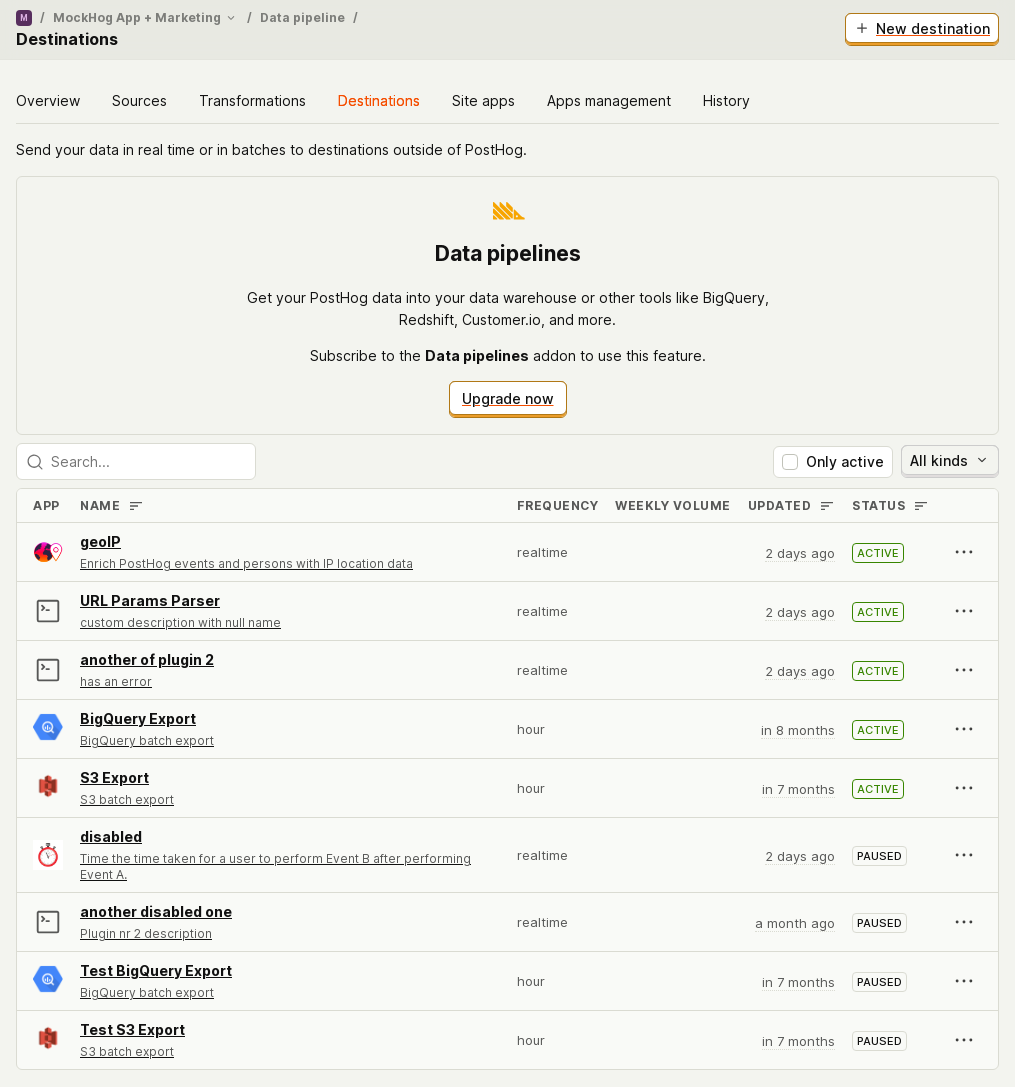 M / MockHog App + Marketing / Data pipeline /
Destinations
New destination
Overview Sources Transformations Destinations Site apps Apps management History
Send your data in real time or in batches to destinations outside of PostHog.
Data pipelines
Get your PostHog data into your data warehouse or other tools like BigQuery,
Redshift, Customer.io, and more.
Subscribe to the Data pipelines addon to use this feature.
Upgrade now
Search... Only active All kinds
APP NAME FREQUENCY WEEKLY VOLUME UPDATED STATUS
geoIP
Enrich PostHog events and persons with IP location data
realtime 2 days ago ACTIVE
URL Params Parser
custom description with null name
realtime 2 days ago ACTIVE
another of plugin 2
has an error
realtime 2 days ago ACTIVE
BigQuery Export
BigQuery batch export
hour in 8 months ACTIVE
S3 Export
S3 batch export
hour in 7 months ACTIVE
disabled
Time the time taken for a user to perform Event B after performing
Event A.
realtime 2 days ago PAUSED
another disabled one
Plugin nr 2 description
realtime a month ago PAUSED
Test BigQuery Export
BigQuery batch export
hour in 7 months PAUSED
Test S3 Export
S3 batch export
hour in 7 months PAUSED